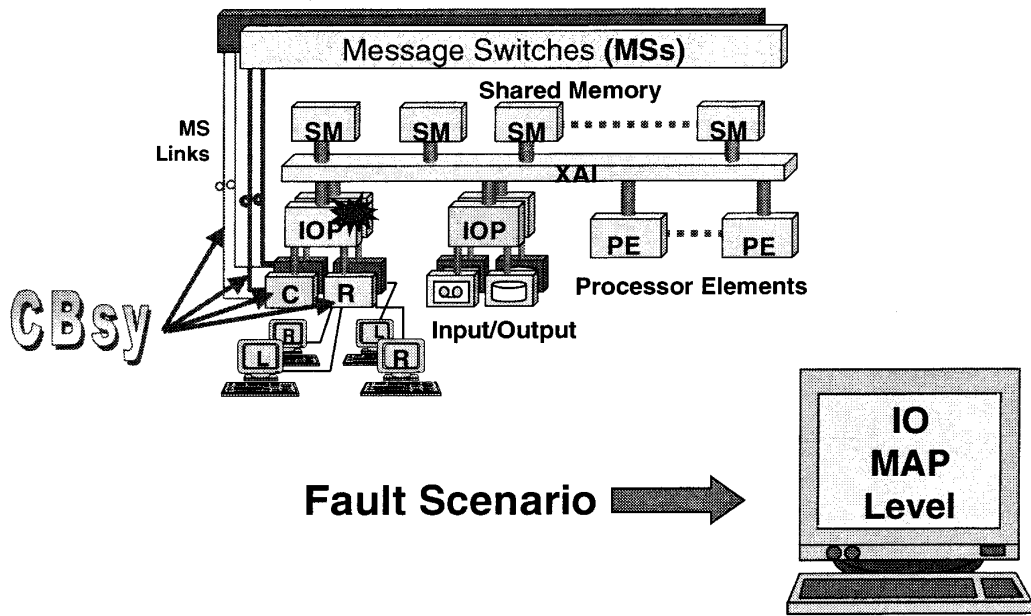 Message Switches (MSs)
Shared Memory
MS
Links
SM SM SM SM
XAI
IOP IOP PE PE
C R
Processor Elements
CBsy
Input/Output
R L
L R
Fault Scenario
IO
MAP
Level